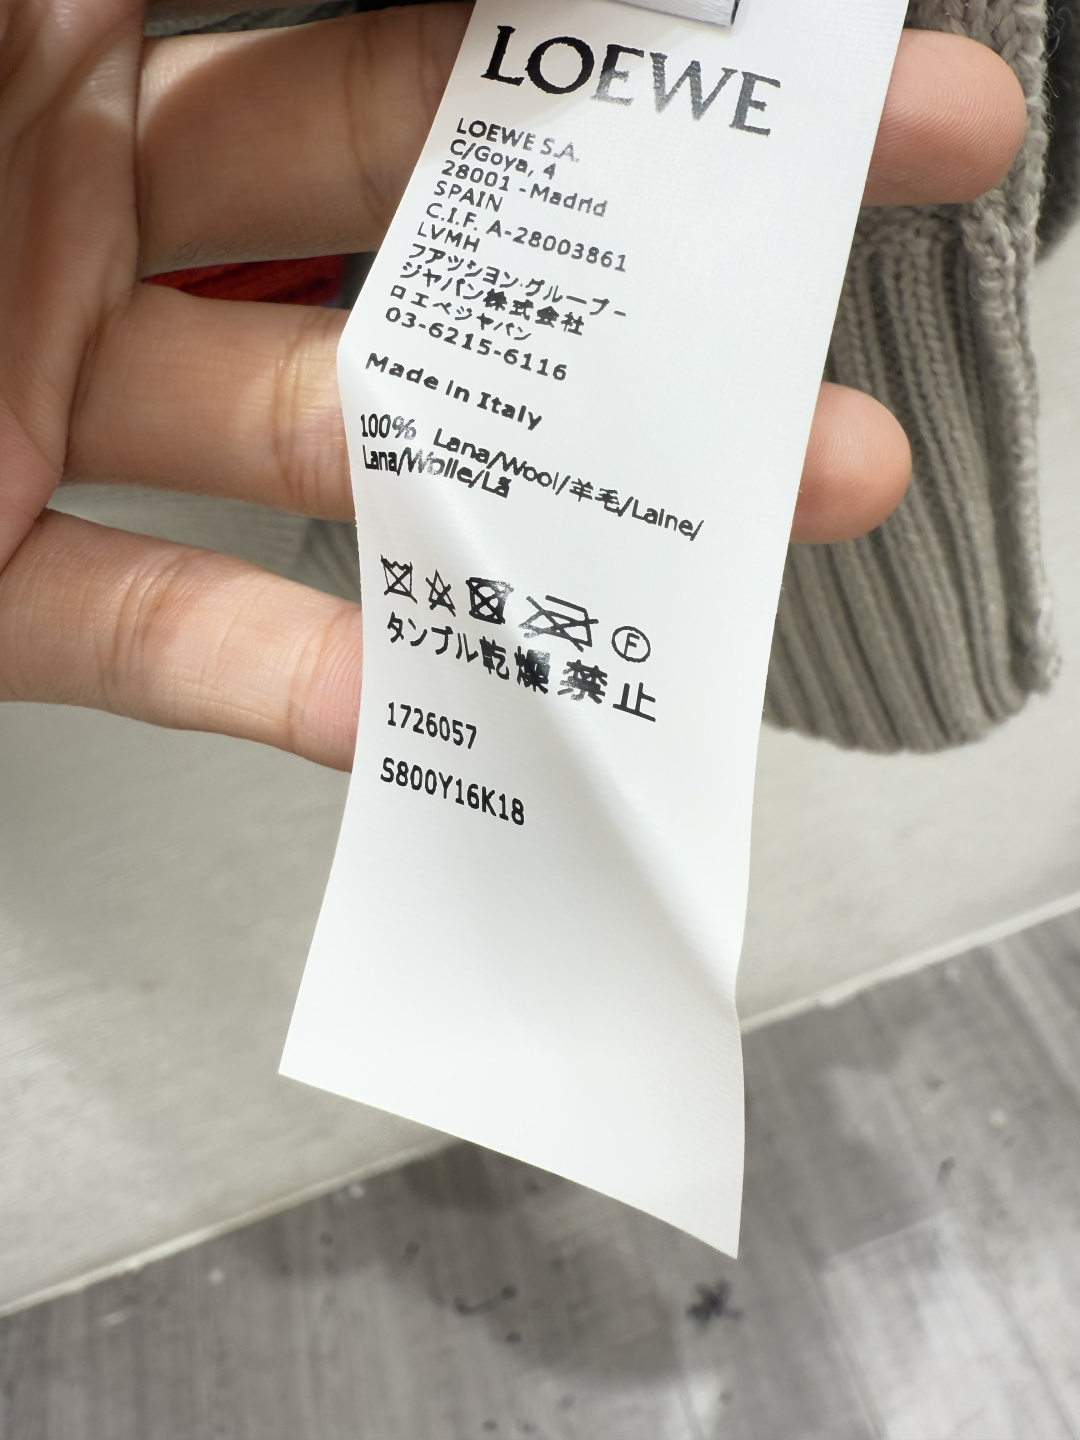 LOEWE
LOEWE S.A.
C/Goya, 4
28001 - Madrid
SPAIN
C.I.F. A-28003861
LVMH
ファッション・グループ-
ジャパン株式会社
ロエベジャパン
03-6215-6116
Made in Italy
100% Lana/Wool/羊毛/Laine/
Lana/Wolle/Lã
F
タンブル乾燥禁止
1726057
S800Y16K18